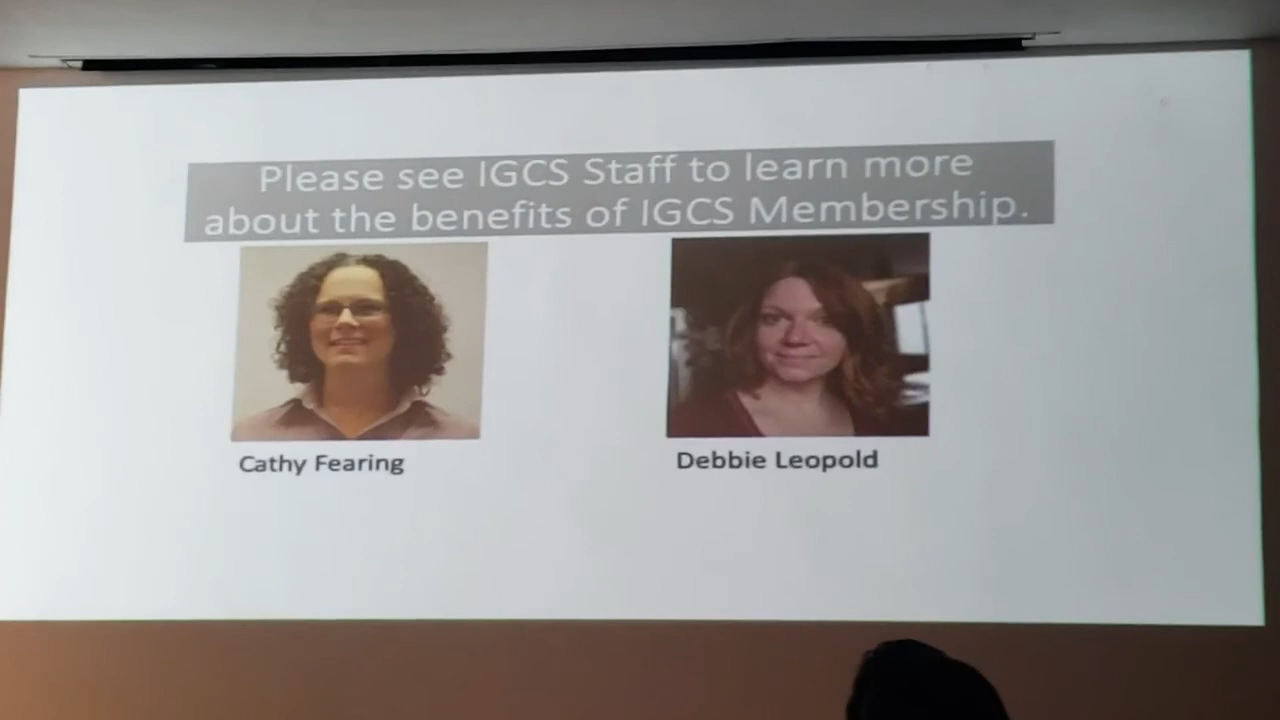 Please see IGCS Staff to learn more
about the benefits of IGCS Membership.
Cathy Fearing
Debbie Leopold